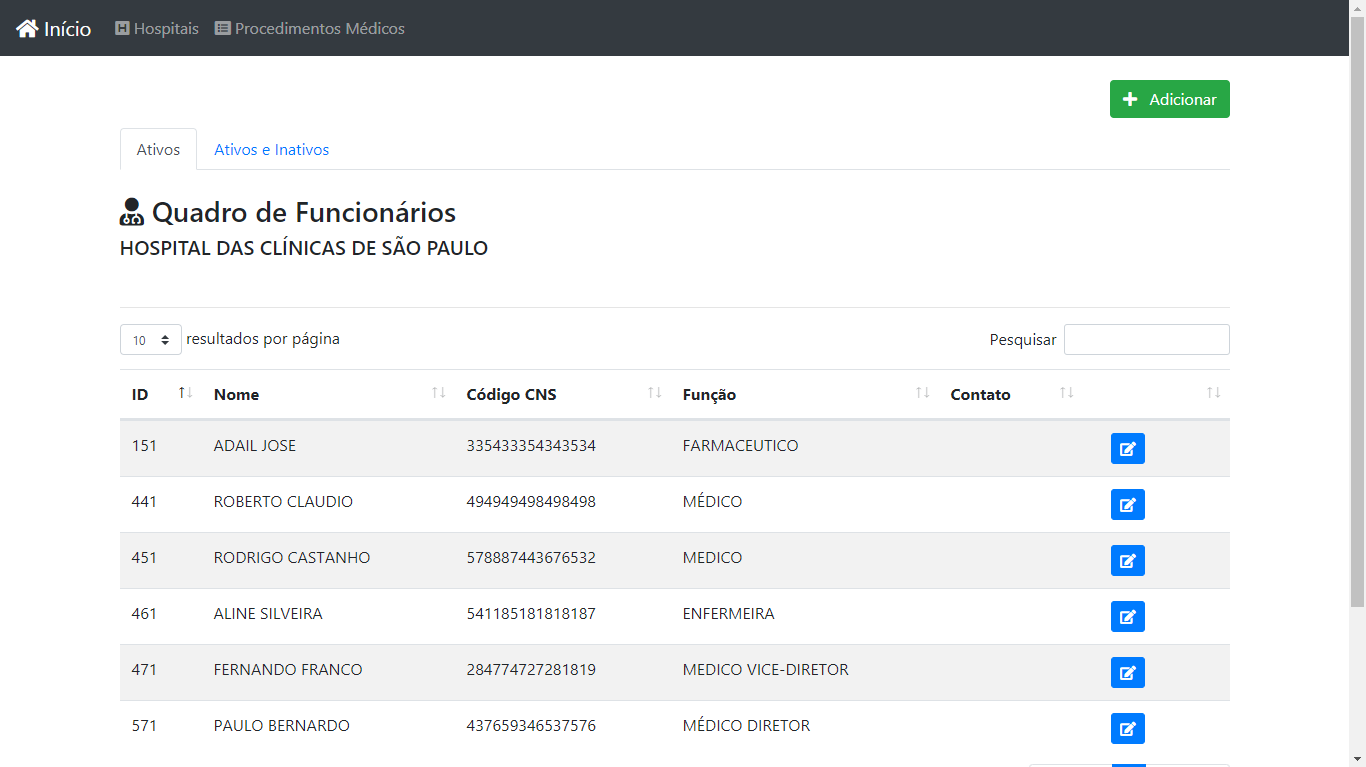 Início Hospitais Procedimentos Médicos
Adicionar
Ativos Ativos e Inativos
Quadro de Funcionários
HOSPITAL DAS CLÍNICAS DE SÃO PAULO
10 resultados por página Pesquisar
ID Nome Código CNS Função Contato
151 ADAIL JOSE 335433354343534 FARMACEUTICO
441 ROBERTO CLAUDIO 494949498498498 MÉDICO
451 RODRIGO CASTANHO 578887443676532 MEDICO
461 ALINE SILVEIRA 541185181818187 ENFERMEIRA
471 FERNANDO FRANCO 284774727281819 MEDICO VICE-DIRETOR
571 PAULO BERNARDO 437659346537576 MÉDICO DIRETOR